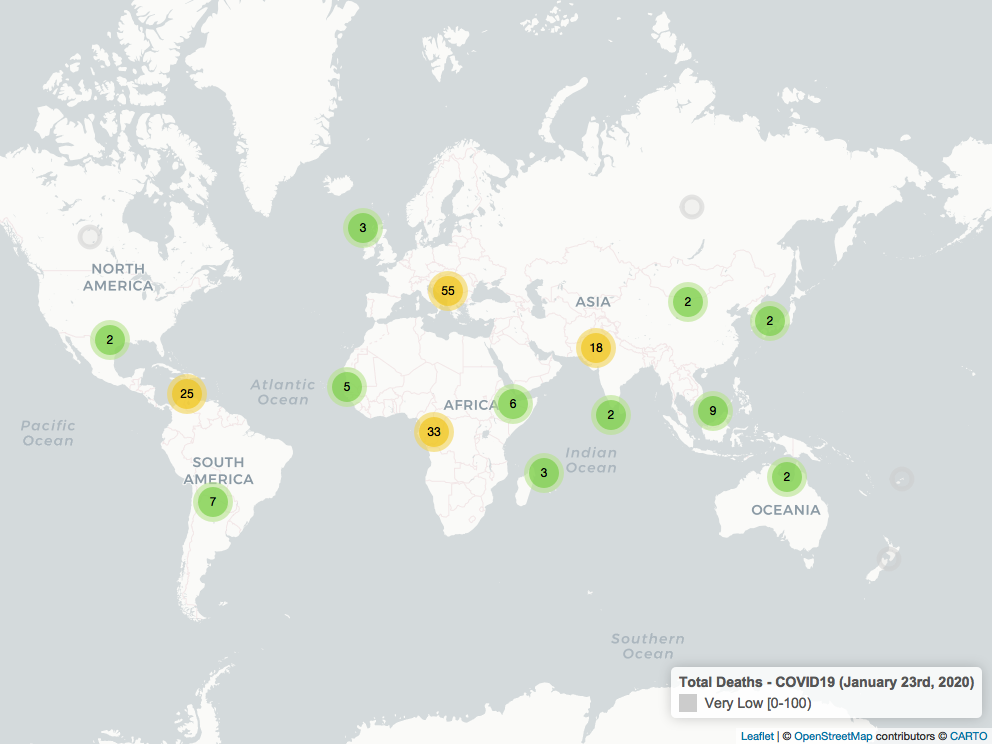 3
NORTH
AMERICA
55
ASIA
2
2
2
18
Atlantic
Ocean
5
25
AFRICA
6
33
2
9
Pacific
Ocean
Indian
Ocean
SOUTH
AMERICA
3
2
7
OCEANIA
Southern
Ocean
Total Deaths - COVID19 (January 23rd, 2020)
Very Low [0-100)
Leaflet | © OpenStreetMap contributors © CARTO